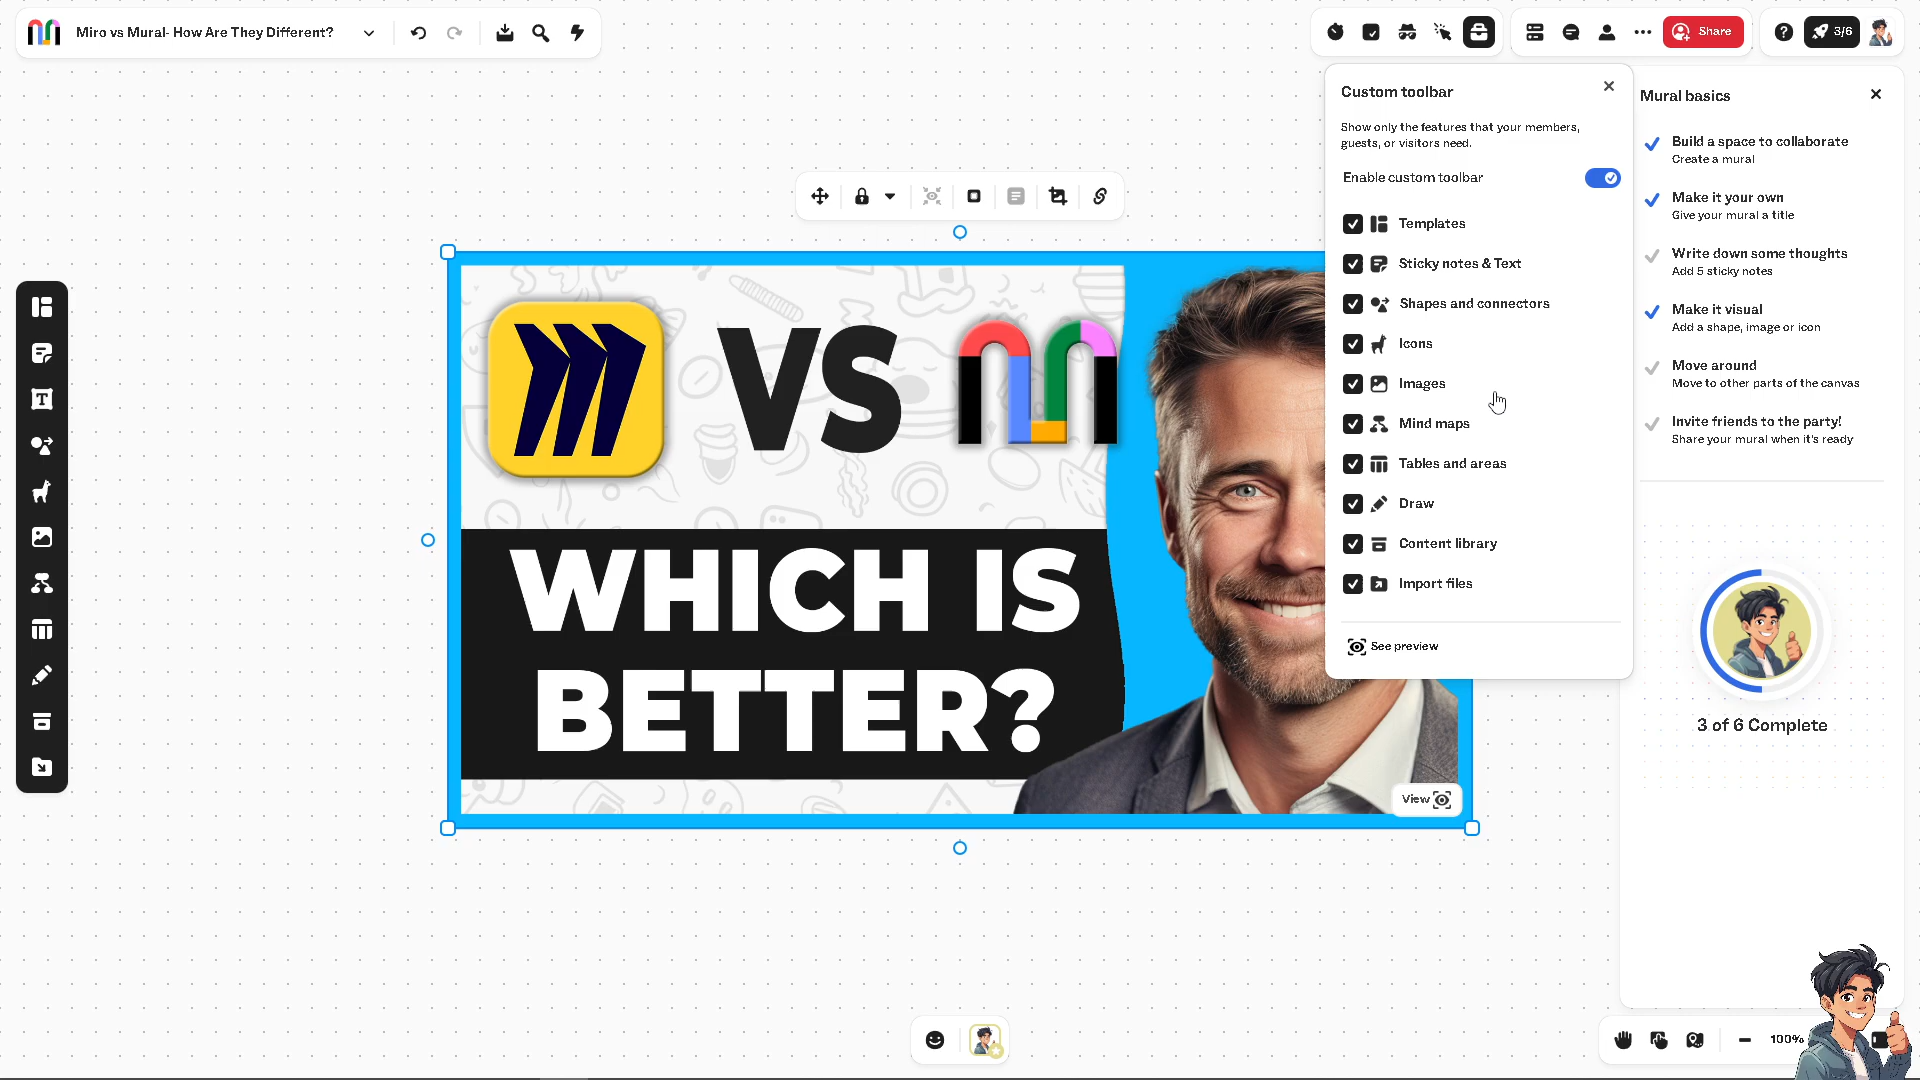 Miro vs Mural- How Are They Different?
Share
3/6
Custom toolbar
Show only the features that your members,
guests, or visitors need.
Enable custom toolbar
Templates
Sticky notes & Text
Shapes and connectors
Icons
Images
Mind maps
Tables and areas
Draw
Content library
Import files
See preview
Mural basics
Build a space to collaborate
Create a mural
Make it your own
Give your mural a title
Write down some thoughts
Add 5 sticky notes
Make it visual
Add a shape, image or icon
Move around
Move to other parts of the canvas
Invite friends to the party!
Share your mural when it's ready
3 of 6 Complete
VS
WHICH IS
BETTER?
View
100%